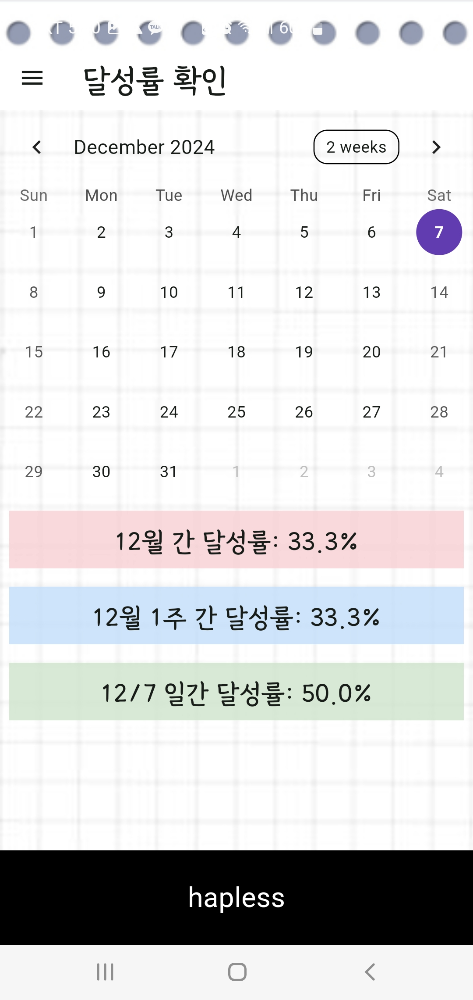 달성률 확인
December 2024 2 weeks
Sun Mon Tue Wed Thu Fri Sat
1 2 3 4 5 6 7
8 9 10 11 12 13 14
15 16 17 18 19 20 21
22 23 24 25 26 27 28
29 30 31 1 2 3 4
12월 간 달성률: 33.3%
12월 1주 간 달성률: 33.3%
12/7 일간 달성률: 50.0%
hapless